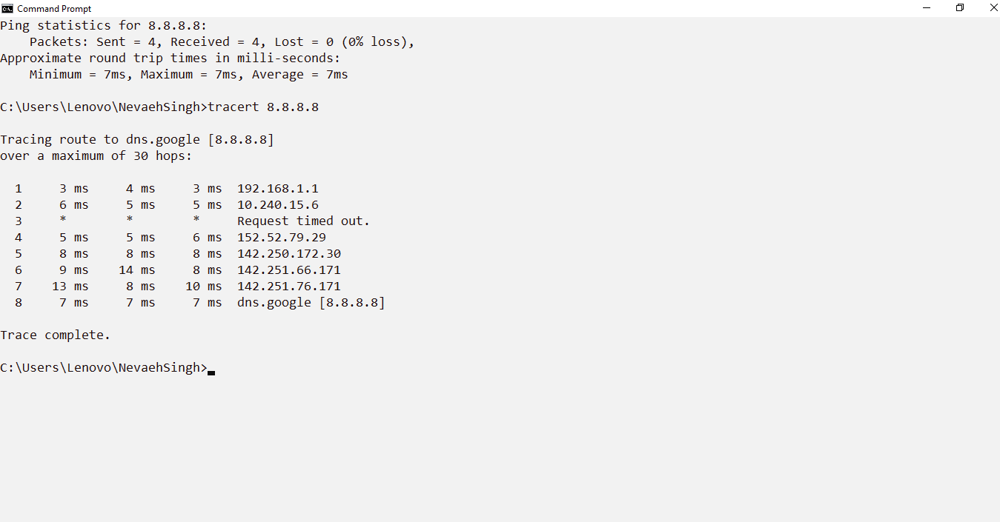 Command Prompt
Ping statistics for 8.8.8.8:
    Packets: Sent = 4, Received = 4, Lost = 0 (0% loss),
Approximate round trip times in milli-seconds:
    Minimum = 7ms, Maximum = 7ms, Average = 7ms

C:\Users\Lenovo\NevaehSingh>tracert 8.8.8.8

Tracing route to dns.google [8.8.8.8]
over a maximum of 30 hops:

  1     3 ms     4 ms     3 ms  192.168.1.1
  2     6 ms     5 ms     5 ms  10.240.15.6
  3     *        *        *     Request timed out.
  4     5 ms     5 ms     6 ms  152.52.79.29
  5     8 ms     8 ms     8 ms  142.250.172.30
  6     9 ms    14 ms     8 ms  142.251.66.171
  7    13 ms     8 ms    10 ms  142.251.76.171
  8     7 ms     7 ms     7 ms  dns.google [8.8.8.8]

Trace complete.

C:\Users\Lenovo\NevaehSingh>